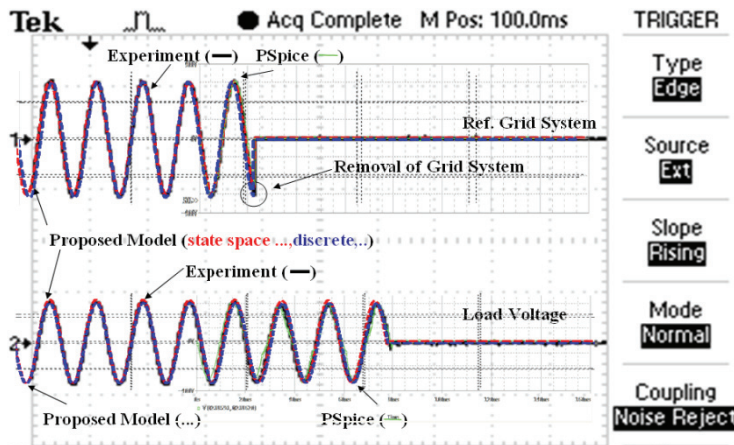 Tek Acq Complete M Pos: 100.0ms TRIGGER
Experiment ( ) PSpice ( )
Type
Edge
1 Ref. Grid System
Source
Ext
Removal of Grid System
Slope
Rising
Proposed Model (state space ...,discrete,..)
Experiment ( )
Mode
Normal
Load Voltage
2
Coupling
Noise Reject
Proposed Model (...) PSpice ( )